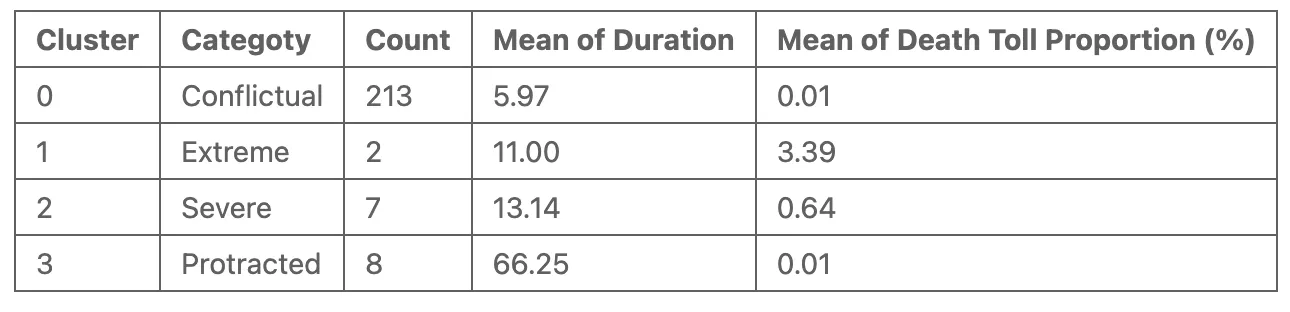 Cluster Categoty Count Mean of Duration Mean of Death Toll Proportion (%)
0 Conflictual 213 5.97 0.01
1 Extreme 2 11.00 3.39
2 Severe 7 13.14 0.64
3 Protracted 8 66.25 0.01